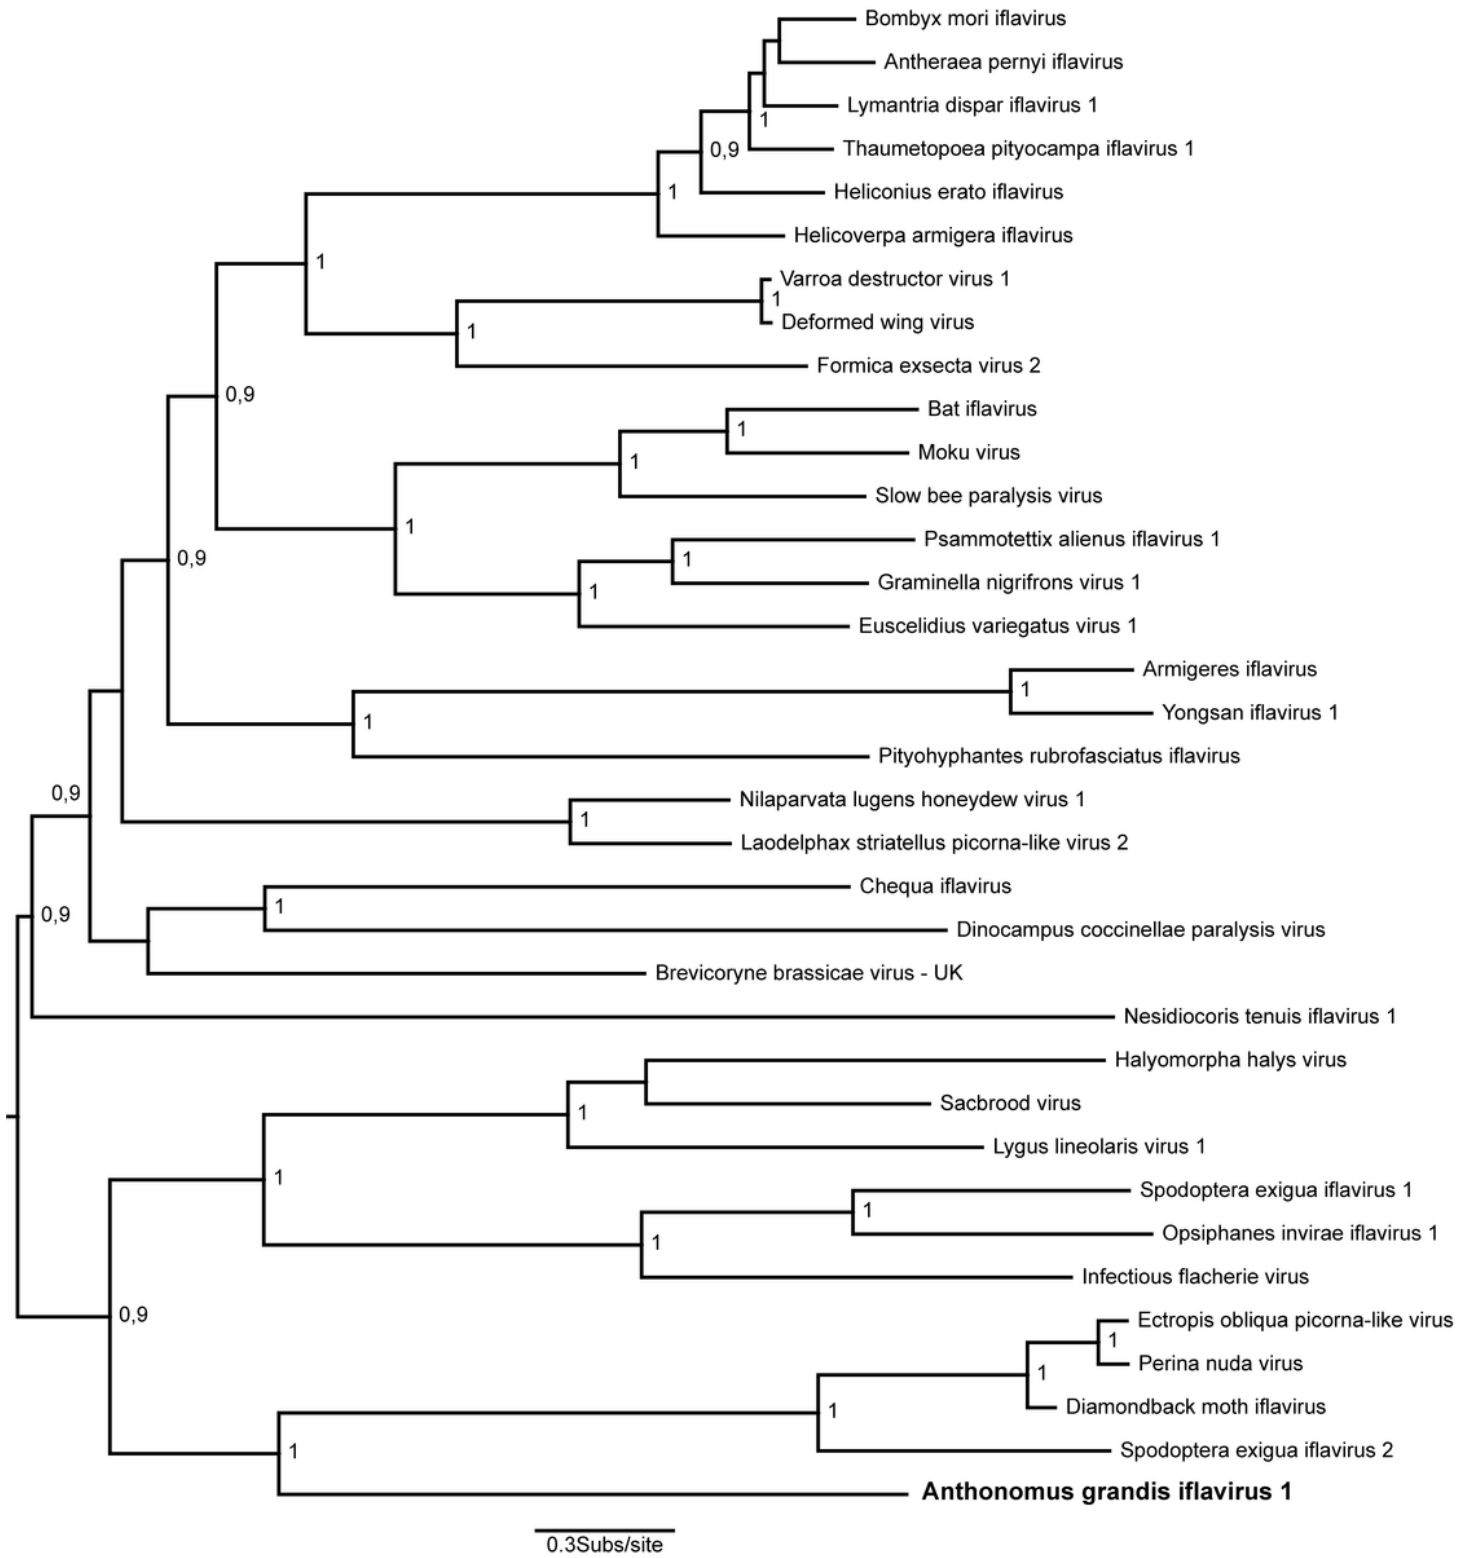 Bombyx mori iflavirus
Antheraea pernyi iflavirus
Lymantria dispar iflavirus 1
1
Thaumetopoea pityocampa iflavirus 1
0,9
Heliconius erato iflavirus
1
Helicoverpa armigera iflavirus
1
Varroa destructor virus 1
1
Deformed wing virus
1
Formica exsecta virus 2
0,9
Bat iflavirus
1
Moku virus
1
Slow bee paralysis virus
1
Psammotettix alienus iflavirus 1
1
0,9
Graminella nigrifrons virus 1
1
Euscelidius variegatus virus 1
Armigeres iflavirus
1
Yongsan iflavirus 1
1
Pityohyphantes rubrofasciatus iflavirus
0,9
Nilaparvata lugens honeydew virus 1
1
Laodelphax striatellus picorna-like virus 2
Chequa iflavirus
1
0,9
Dinocampus coccinellae paralysis virus
Brevicoryne brassicae virus - UK
Nesidiocoris tenuis iflavirus 1
Halyomorpha halys virus
Sacbrood virus
1
Lygus lineolaris virus 1
1
Spodoptera exigua iflavirus 1
1
Opsiphanes invirae iflavirus 1
1
Infectious flacherie virus
0,9
Ectropis obliqua picorna-like virus
1
Perina nuda virus
1
Diamondback moth iflavirus
1
Spodoptera exigua iflavirus 2
1
Anthonomus grandis iflavirus 1
0.3Subs/site